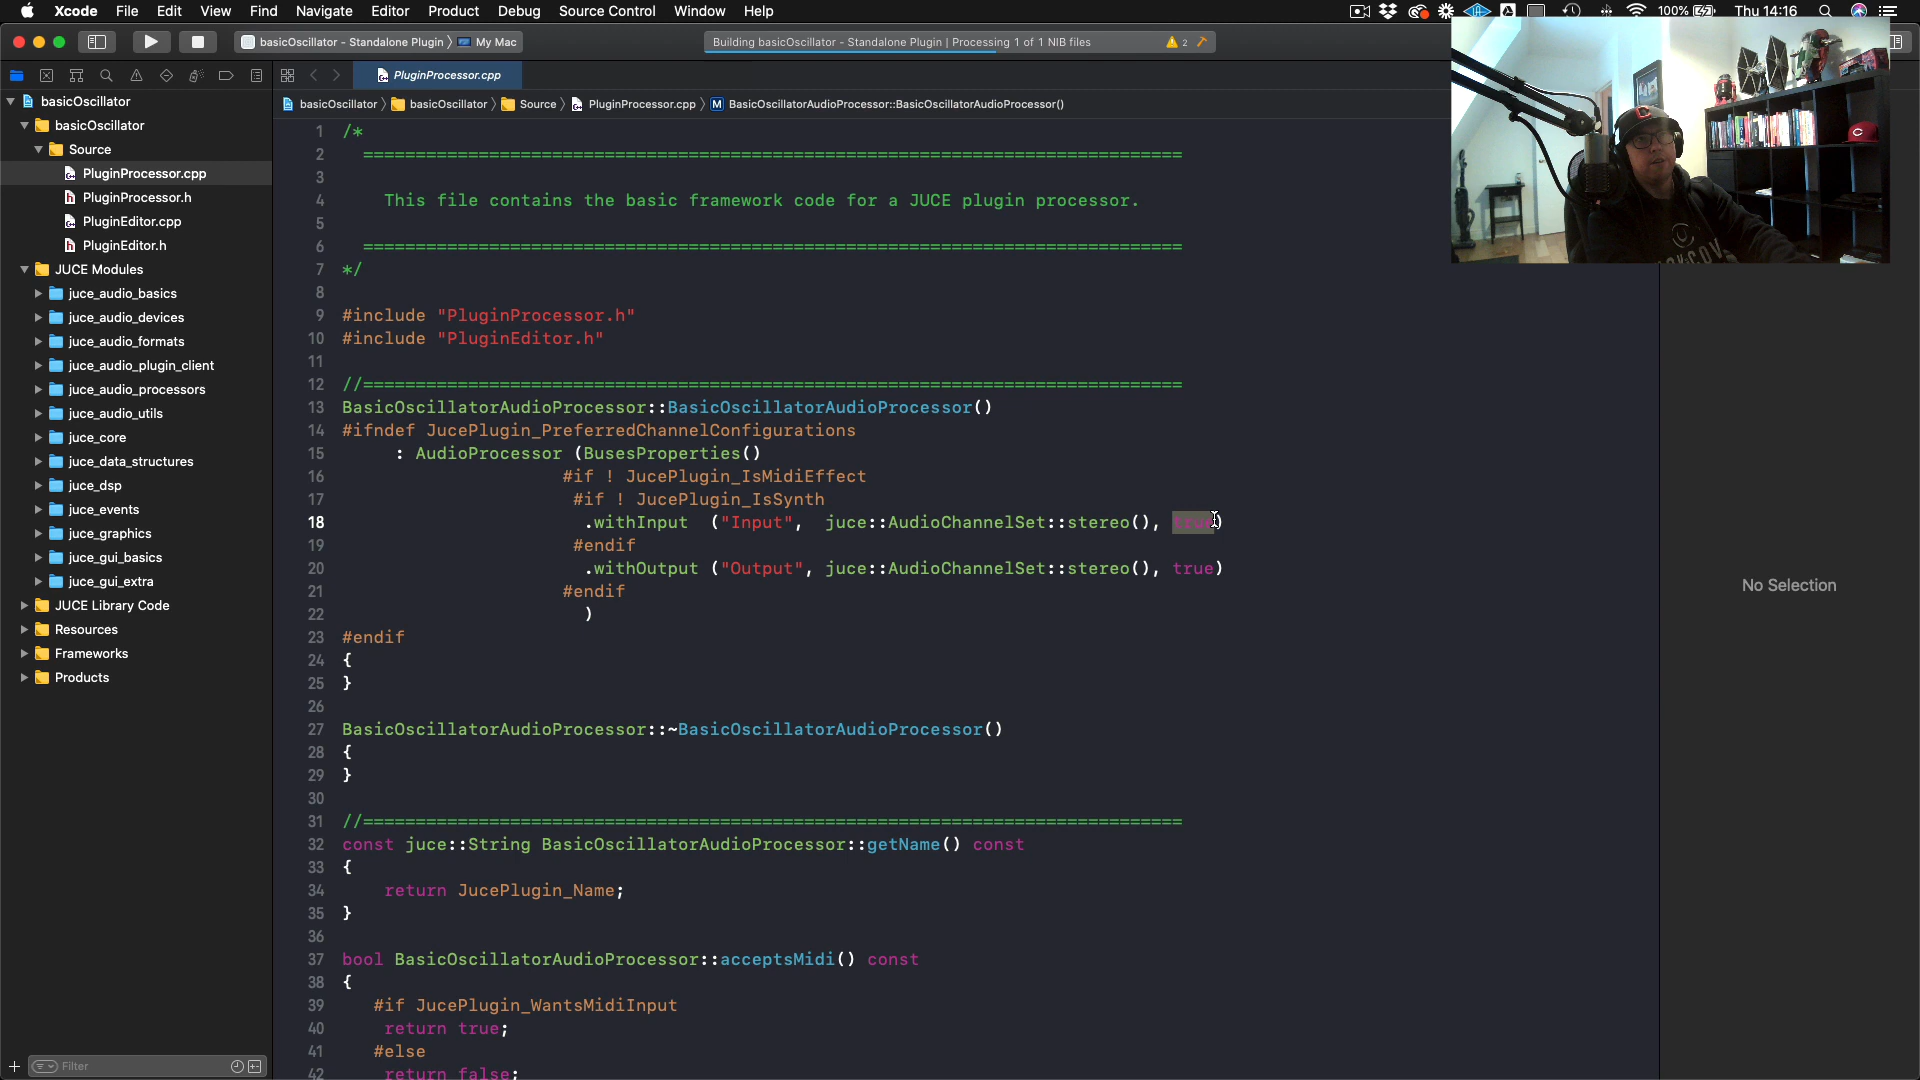 Xcode File Edit View Find Navigate Editor Product Debug Source Control Window Help
100% Thu 14:16
basicOscillator - Standalone Plugin My Mac
Building basicOscillator - Standalone Plugin | Processing 1 of 1 NIB files 2
PluginProcessor.cpp
basicOscillator basicOscillator Source PluginProcessor.cpp M BasicOscillatorAudioProcessor::BasicOscillatorAudioProcessor()
basicOscillator
basicOscillator
Source
PluginProcessor.cpp
h PluginProcessor.h
PluginEditor.cpp
h PluginEditor.h
JUCE Modules
juce_audio_basics
juce_audio_devices
juce_audio_formats
juce_audio_plugin_client
juce_audio_processors
juce_audio_utils
juce_core
juce_data_structures
juce_dsp
juce_events
juce_graphics
juce_gui_basics
juce_gui_extra
JUCE Library Code
Resources
Frameworks
Products
Filter
1 /*
2 ==============================================================================
3
4 This file contains the basic framework code for a JUCE plugin processor.
5
6 ==============================================================================
7 */
8
9 #include "PluginProcessor.h"
10 #include "PluginEditor.h"
11
12 //==============================================================================
13 BasicOscillatorAudioProcessor::BasicOscillatorAudioProcessor()
14 #ifndef JucePlugin_PreferredChannelConfigurations
15 : AudioProcessor (BusesProperties()
16 #if ! JucePlugin_IsMidiEffect
17 #if ! JucePlugin_IsSynth
18 .withInput ("Input", juce::AudioChannelSet::stereo(), true)
19 #endif
20 .withOutput ("Output", juce::AudioChannelSet::stereo(), true)
21 #endif
22 )
23 #endif
24 {
25 }
26
27 BasicOscillatorAudioProcessor::~BasicOscillatorAudioProcessor()
28 {
29 }
30
31 //==============================================================================
32 const juce::String BasicOscillatorAudioProcessor::getName() const
33 {
34 return JucePlugin_Name;
35 }
36
37 bool BasicOscillatorAudioProcessor::acceptsMidi() const
38 {
39 #if JucePlugin_WantsMidiInput
40 return true;
41 #else
42 return false;
No Selection
C
C